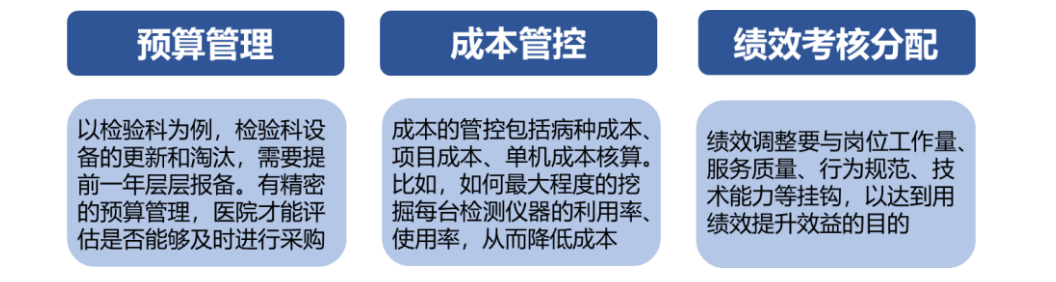 预算管理
以检验科为例，检验科设
备的更新和淘汰，需要提
前一年层层报备。有精密
的预算管理，医院才能评
估是否能够及时进行采购
成本管控
成本的管控包括病种成本、
项目成本、单机成本核算。
比如，如何最大程度的挖
掘每台检测仪器的利用率、
使用率，从而降低成本
绩效考核分配
绩效调整要与岗位工作量、
服务质量、行为规范、技
术能力等挂钩，以达到用
绩效提升效益的目的